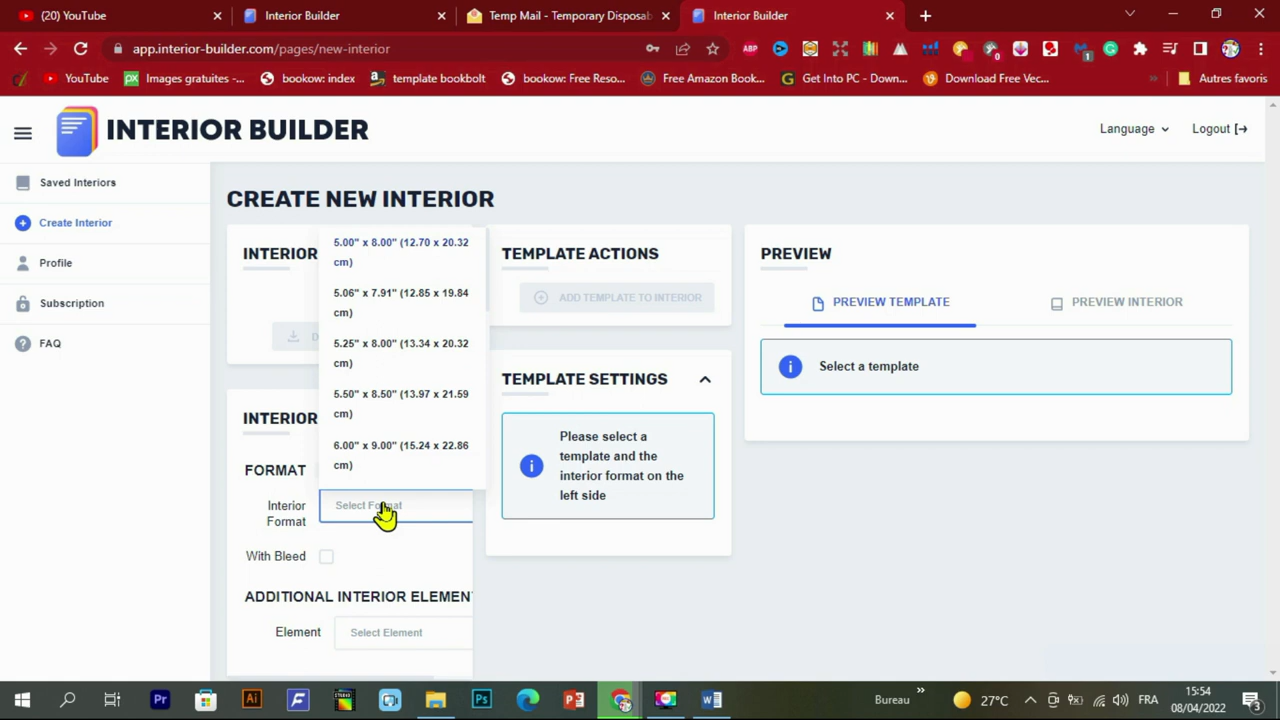 (20) YouTube
Interior Builder
Temp Mail - Temporary Disposab
Interior Builder
app.interior-builder.com/pages/new-interior
YouTube
Images gratuites -...
bookow: index
template bookbolt
bookow: Free Reso...
Free Amazon Book...
Get Into PC - Down...
Download Free Vec...
Autres favoris
INTERIOR BUILDER
Language
Logout
Saved Interiors
Create Interior
Profile
Subscription
FAQ
CREATE NEW INTERIOR
INTERIOR
D
5.00" x 8.00" (12.70 x 20.32
cm)
5.06" x 7.91" (12.85 x 19.84
cm)
5.25" x 8.00" (13.34 x 20.32
cm)
5.50" x 8.50" (13.97 x 21.59
cm)
6.00" x 9.00" (15.24 x 22.86
cm)
INTERIOR
FORMAT
Interior
Format
Select Format
With Bleed
ADDITIONAL INTERIOR ELEMEN
Element
Select Element
TEMPLATE ACTIONS
ADD TEMPLATE TO INTERIOR
TEMPLATE SETTINGS
Please select a
template and the
interior format on the
left side
PREVIEW
PREVIEW TEMPLATE
PREVIEW INTERIOR
Select a template
Bureau
27°C
FRA
15:54
08/04/2022